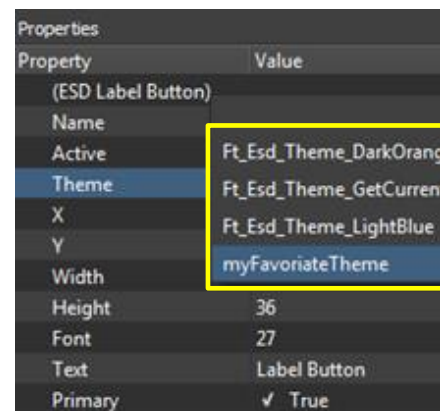 Properties
Property Value
(ESD Label Button)
Name
Active
Ft_Esd_Theme_DarkOrang
Theme
Ft_Esd_Theme_GetCurren
X
Ft_Esd_Theme_LightBlue
Y
myFavoriateTheme
Width
Height 36
Font 27
Text Label Button
Primary ✓ True